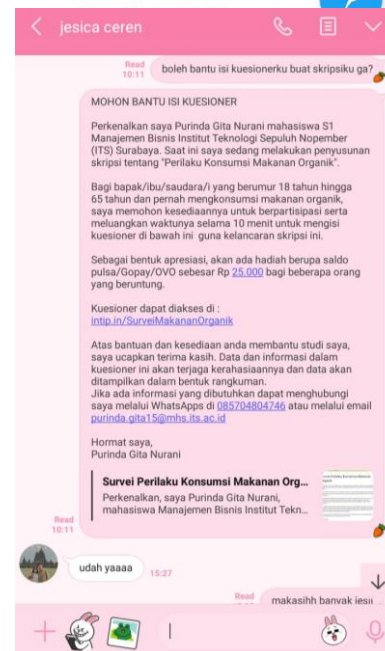 jesica ceren
boleh bantu isi kuesionerku buat skripsiku ga?
Read
10:11
MOHON BANTU ISI KUESIONER
Perkenalkan saya Purinda Gita Nurani mahasiswa S1
Manajemen Bisnis Institut Teknologi Sepuluh Nopember
(ITS) Surabaya. Saat ini saya sedang melakukan penyusunan
skripsi tentang "Perilaku Konsumsi Makanan Organik".
Bagi bapak/ibu/saudara/i yang berumur 18 tahun hingga
65 tahun dan pernah mengkonsumsi makanan organik,
saya memohon kesediaannya untuk berpartisipasi serta
meluangkan waktunya selama 10 menit untuk mengisi
kuesioner di bawah ini guna kelancaran skripsi ini.
Sebagai bentuk apresiasi, akan ada hadiah berupa saldo
pulsa/Gopay/OVO sebesar Rp 25.000 bagi beberapa orang
yang beruntung.
Kuesioner dapat diakses di :
intip.in/SurveiMakananOrganik
Atas bantuan dan kesediaan anda membantu studi saya,
saya ucapkan terima kasih. Data dan informasi dalam
kuesioner ini akan terjaga kerahasiaannya dan data akan
ditampilkan dalam bentuk rangkuman.
Jika ada informasi yang dibutuhkan dapat menghubungi
saya melalui WhatsApps di 085704804746 atau melalui email
purinda.gita15@mhs.its.ac.id
Hormat saya,
Purinda Gita Nurani
Survei Perilaku Konsumsi Makanan Org...
Perkenalkan, saya Purinda Gita Nurani,
mahasiswa Manajemen Bisnis Institut Tekn...
Read
10:11
udah yaaaa
15:27
Read
makasihh banyak jesii